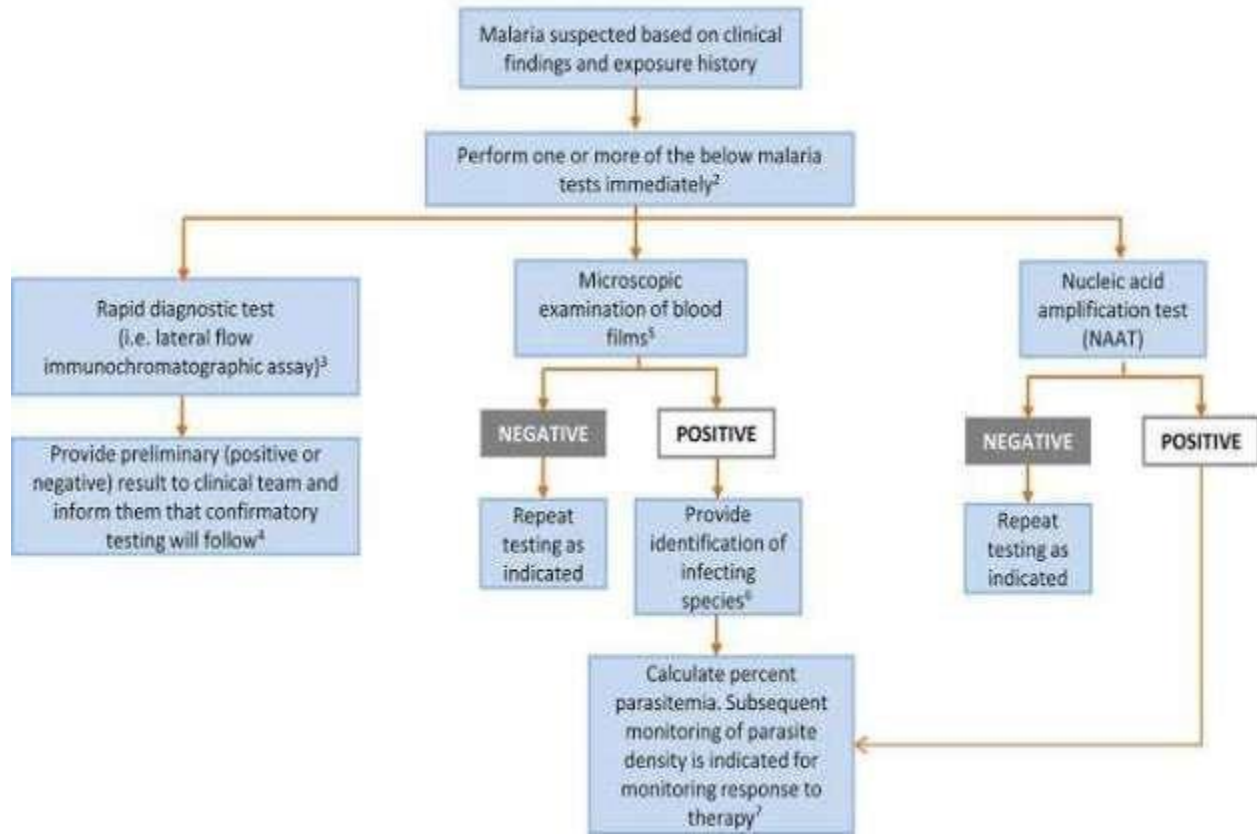 Malaria suspected based on clinical
findings and exposure history
Perform one or more of the below malaria
tests immediately²
Rapid diagnostic test
(i.e. lateral flow
immunochromatographic assay)³
Provide preliminary (positive or
negative) result to clinical team and
inform them that confirmatory
testing will follow⁴
Microscopic
examination of blood
films⁵
NEGATIVE
POSITIVE
Repeat
testing as
indicated
Provide
identification of
infecting
species⁶
Calculate percent
parasitemia. Subsequent
monitoring of parasite
density is indicated for
monitoring response to
therapy⁷
Nucleic acid
amplification test
(NAAT)
NEGATIVE
POSITIVE
Repeat
testing as
indicated